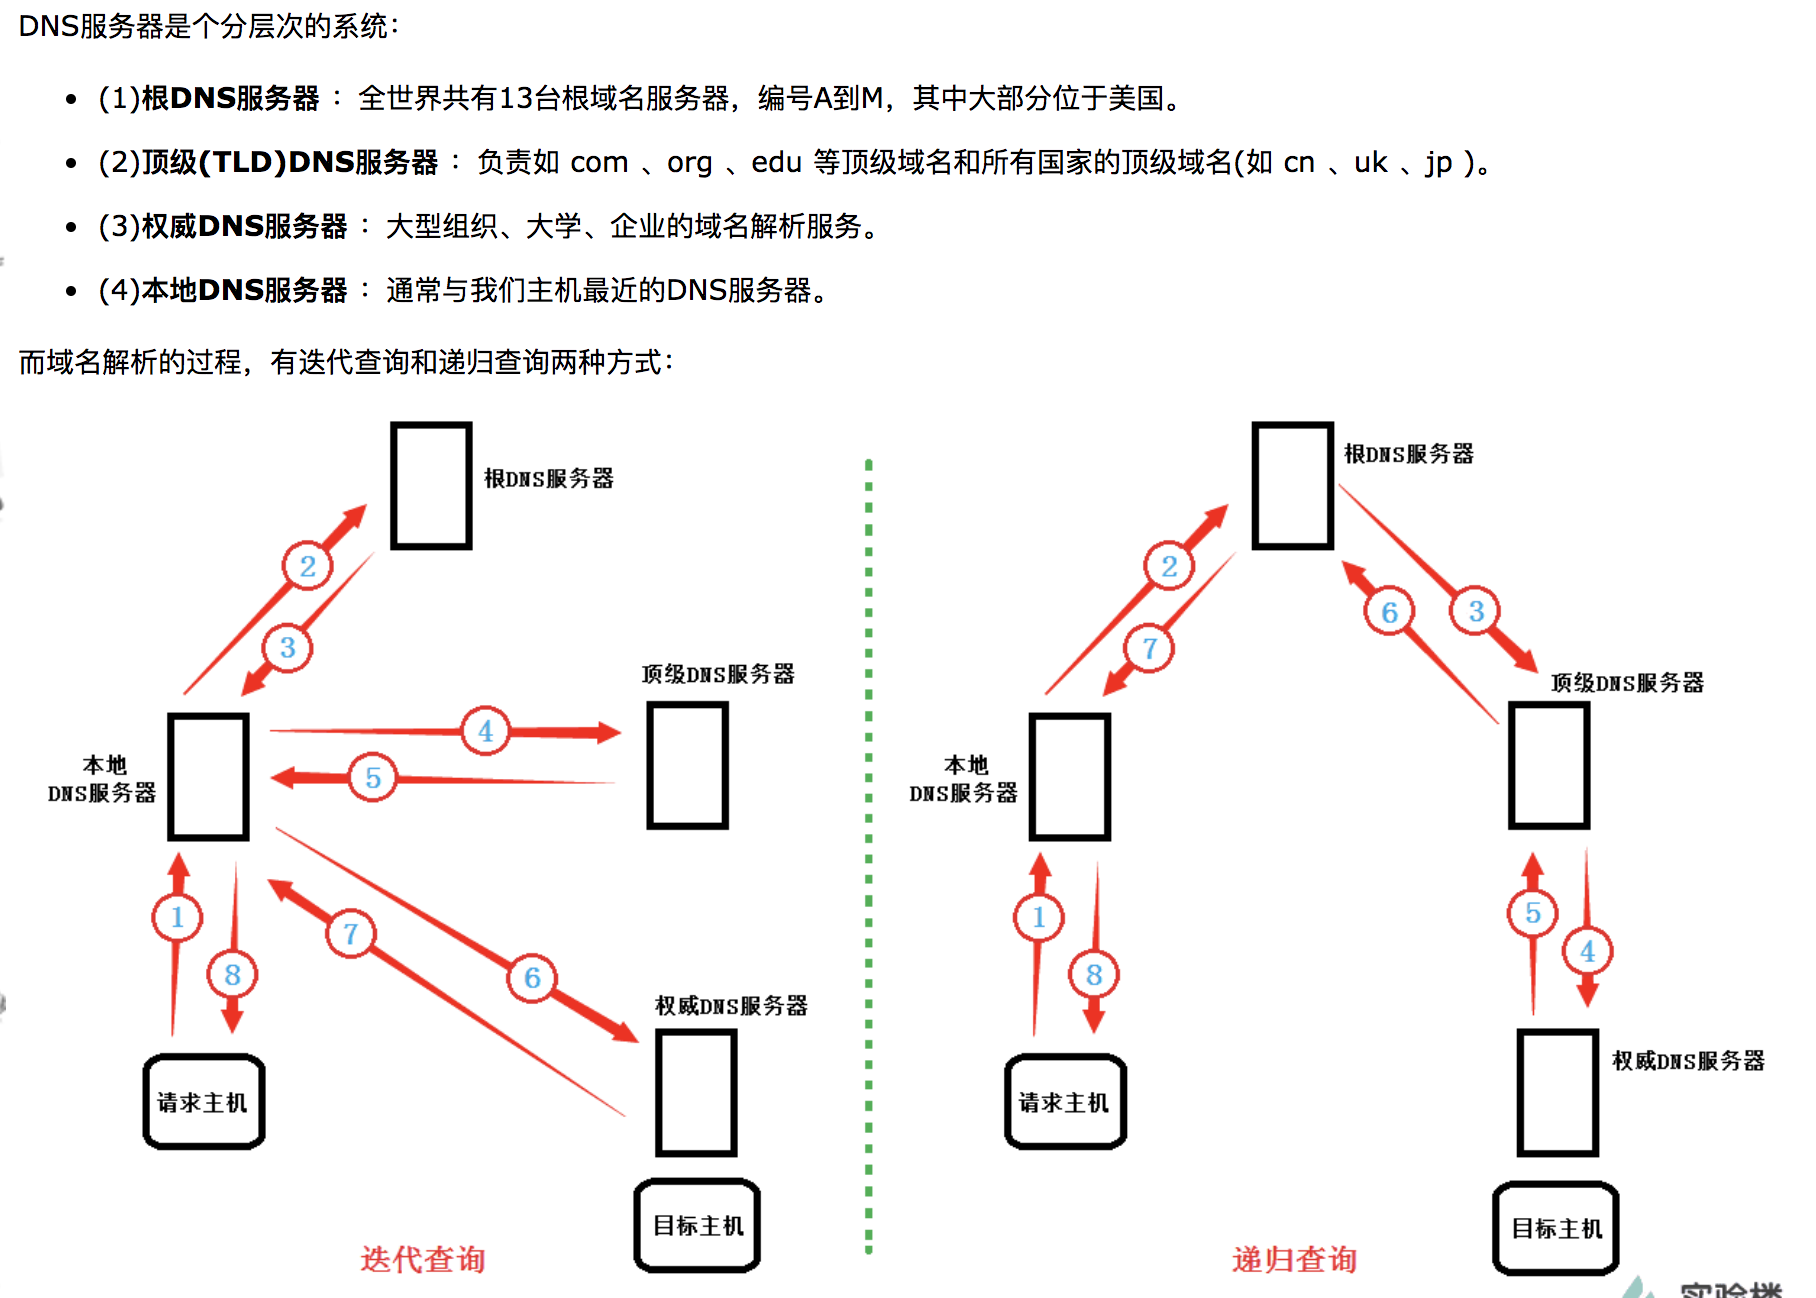 DNS服务器是个分层次的系统：
(1)根DNS服务器 ： 全世界共有13台根域名服务器，编号A到M，其中大部分位于美国。
(2)顶级(TLD)DNS服务器 ： 负责如 com 、org 、edu 等顶级域名和所有国家的顶级域名(如 cn 、uk 、jp )。
(3)权威DNS服务器 ： 大型组织、大学、企业的域名解析服务。
(4)本地DNS服务器 ： 通常与我们主机最近的DNS服务器。
而域名解析的过程，有迭代查询和递归查询两种方式：
根DNS服务器
2
3
顶级DNS服务器
4
5
本地
DNS服务器
1
8
7
6
权威DNS服务器
请求主机
目标主机
迭代查询
根DNS服务器
2
7
6
3
顶级DNS服务器
本地
DNS服务器
1
8
5
4
权威DNS服务器
请求主机
目标主机
递归查询
实验楼